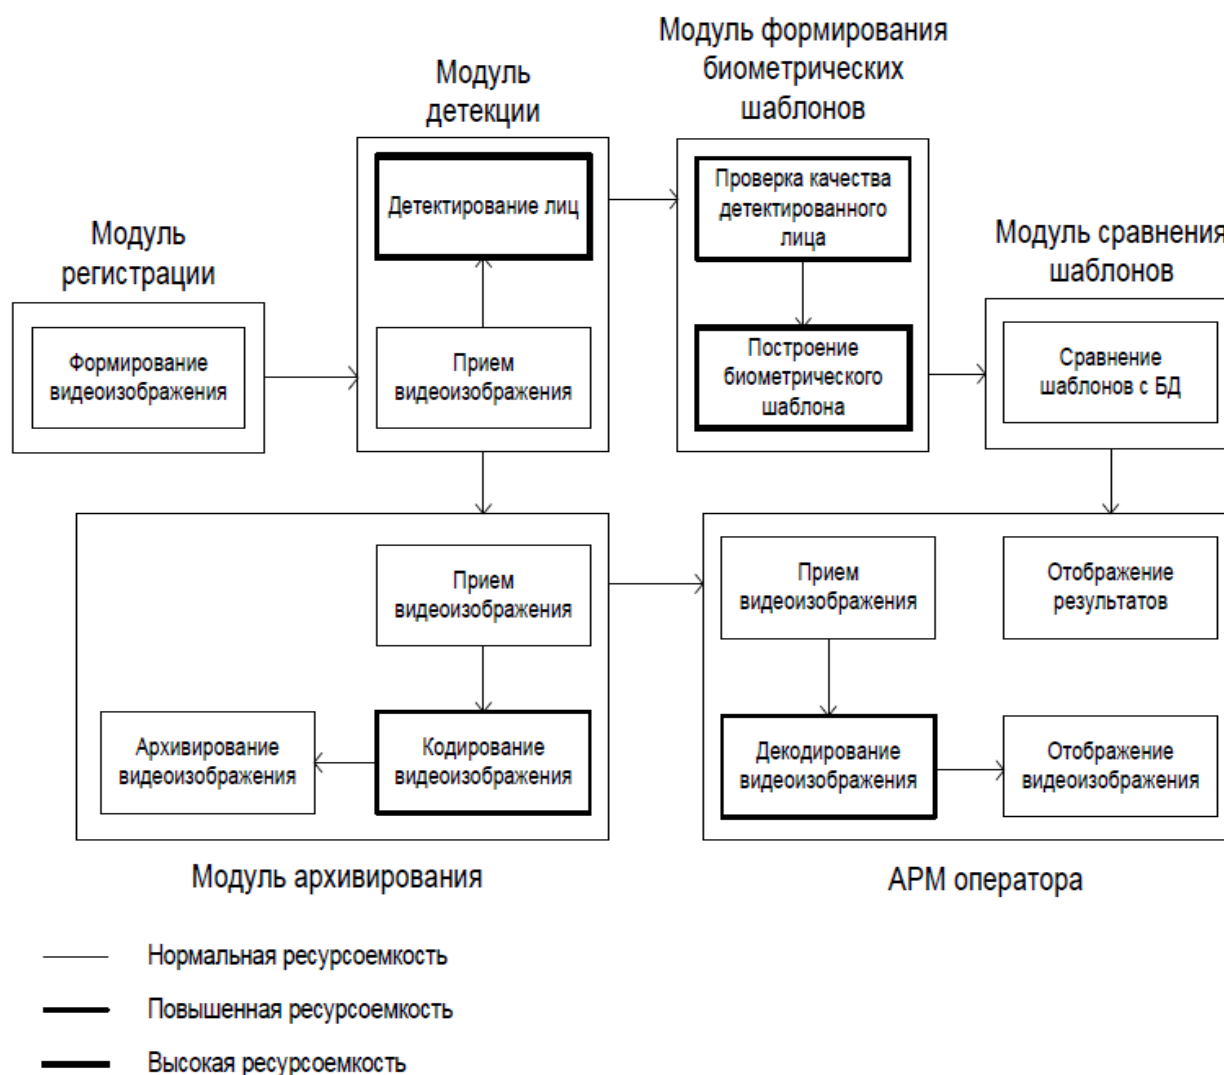 Модуль формирования
биометрических
шаблонов
Модуль
детекции
Детектирование лиц
Проверка качества
детектированного
лица
Модуль
регистрации
Модуль сравнения
шаблонов
Формирование
видеоизображения
Прием
видеоизображения
Построение
биометрического
шаблона
Сравнение
шаблонов с БД
Прием
видеоизображения
Прием
видеоизображения
Отображение
результатов
Архивирование
видеоизображения
Кодирование
видеоизображения
Декодирование
видеоизображения
Отображение
видеоизображения
Модуль архивирования
АРМ оператора
Нормальная ресурсоемкость
Повышенная ресурсоемкость
Высокая ресурсоемкость